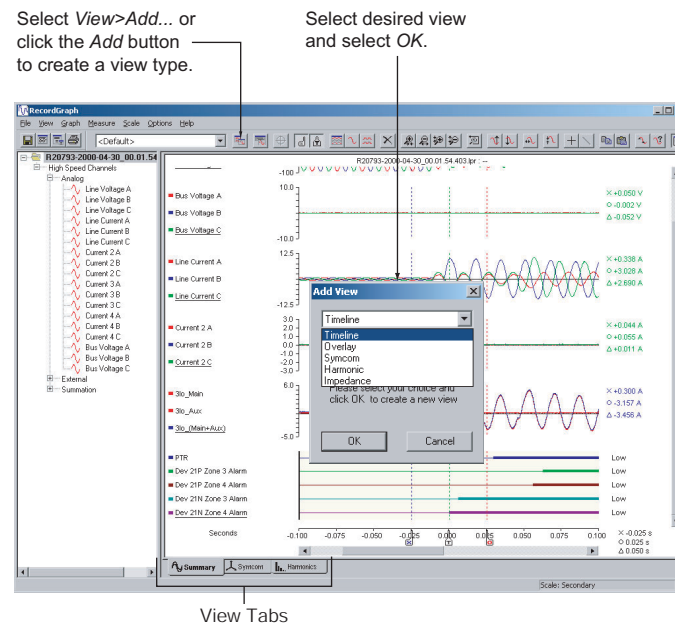 Select View>Add... or
click the Add button
to create a view type.
Select desired view
and select OK.
RecordGraph
File View Graph Measure Scale Options Help
<Default>
R20793-2000-04-30_00.01.54
High Speed Channels
Analog
Line Voltage A
Line Voltage B
Line Voltage C
Line Current A
Line Current B
Line Current C
Current 2 A
Current 2 B
Current 2 C
Current 3 A
Current 3 B
Current 3 C
Current 4 A
Current 4 B
Current 4 C
Bus Voltage A
Bus Voltage B
Bus Voltage C
External
Summation
R20793-2000-04-30_00.01.54.403.lpr : --
-100
10.0
Bus Voltage A
Bus Voltage B
Bus Voltage C
-10.0
×+0.050 V
○-0.002 V
△-0.052 V
12.5
Line Current A
Line Current B
Line Current C
-12.5
×+0.338 A
○+3.028 A
△+2.690 A
3.0
2.0
1.0
0.0
-1.0
-2.0
-3.0
Current 2 A
Current 2 B
Current 2 C
×+0.044 A
○+0.055 A
△+0.011 A
6.0
3Io_Main
3Io_Aux
3Io_(Main+Aux)
-5.0
×+0.300 A
○-3.157 A
△-3.456 A
Add View
Timeline
Timeline
Overlay
Symcom
Harmonic
Impedance
Please select your choice and
click OK to create a new view
OK Cancel
PTR Low
Dev 21P Zone 3 Alarm Low
Dev 21P Zone 4 Alarm Low
Dev 21N Zone 3 Alarm Low
Dev 21N Zone 4 Alarm Low
Seconds
-0.100 -0.075 -0.050 -0.025 0.000 0.025 0.050 0.075 0.100
×-0.025 s
○ 0.025 s
△ 0.050 s
Summary Symcom Harmonics
Scale: Secondary
View Tabs